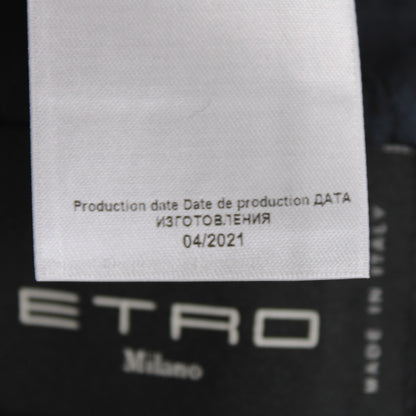 Production date Date de production ДАТА
ИЗГОТОВЛЕНИЯ
04/2021
ETRO
Milano
MADE IN ITALY